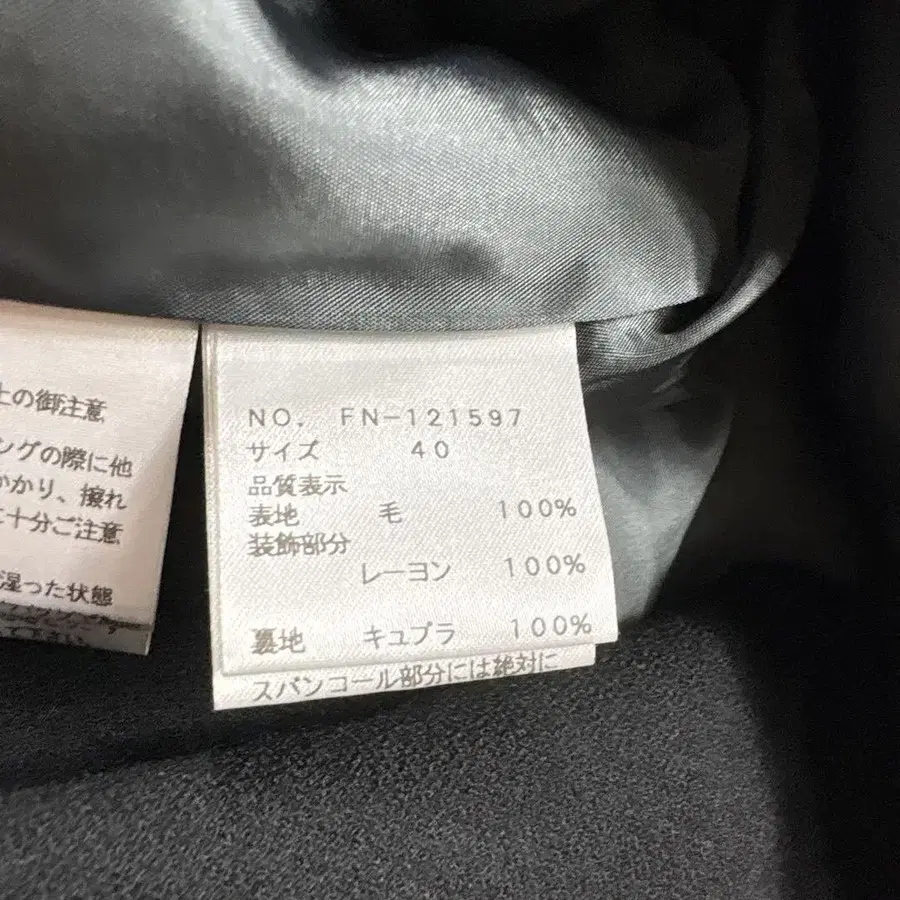 上の御注意
ングの際に他
かかり、擦れ
十分ご注意
湿った状態
NO. FN-121597
サイズ 40
品質表示
表地 毛 100%
装飾部分
レーヨン 100%
裏地 キュプラ 100%
スパンコール部分には絶対に